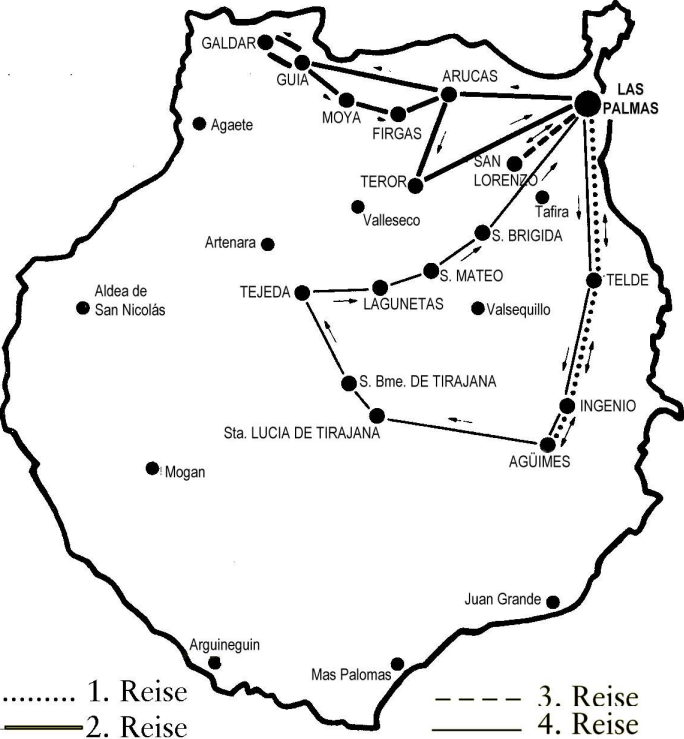 GALDAR
GUIA
ARUCAS
LAS
PALMAS
MOYA
FIRGAS
Agaete
SAN
LORENZO
TEROR
Tafira
Valleseco
S. BRIGIDA
Artenara
S. MATEO
TELDE
Aldea de
San Nicolás
TEJEDA
LAGUNETAS
Valsequillo
S. Bme. DE TIRAJANA
INGENIO
Sta. LUCIA DE TIRAJANA
AGÜIMES
Mogan
Juan Grande
Arguineguin
Mas Palomas
1. Reise
2. Reise
3. Reise
4. Reise